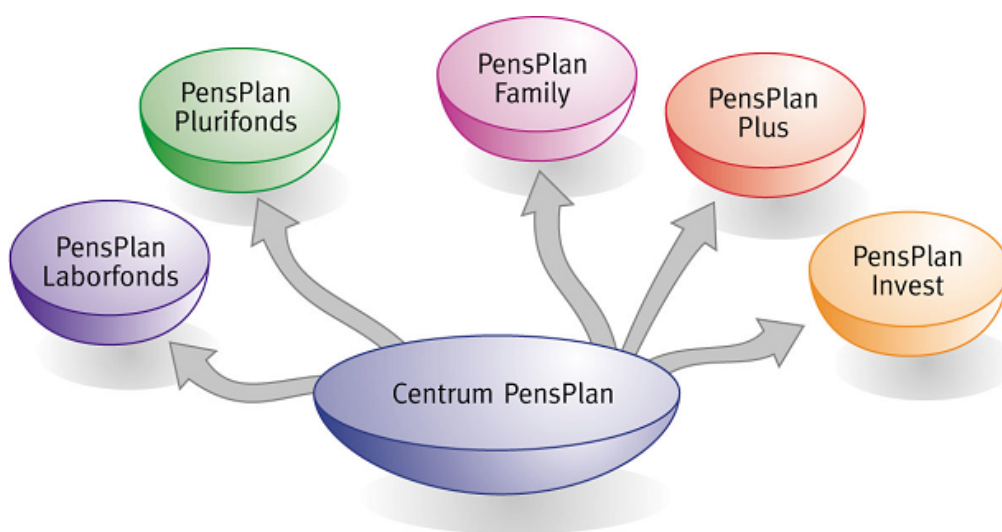 PensPlan
Plurifonds
PensPlan
Family
PensPlan
Plus
PensPlan
Laborfonds
PensPlan
Invest
Centrum PensPlan